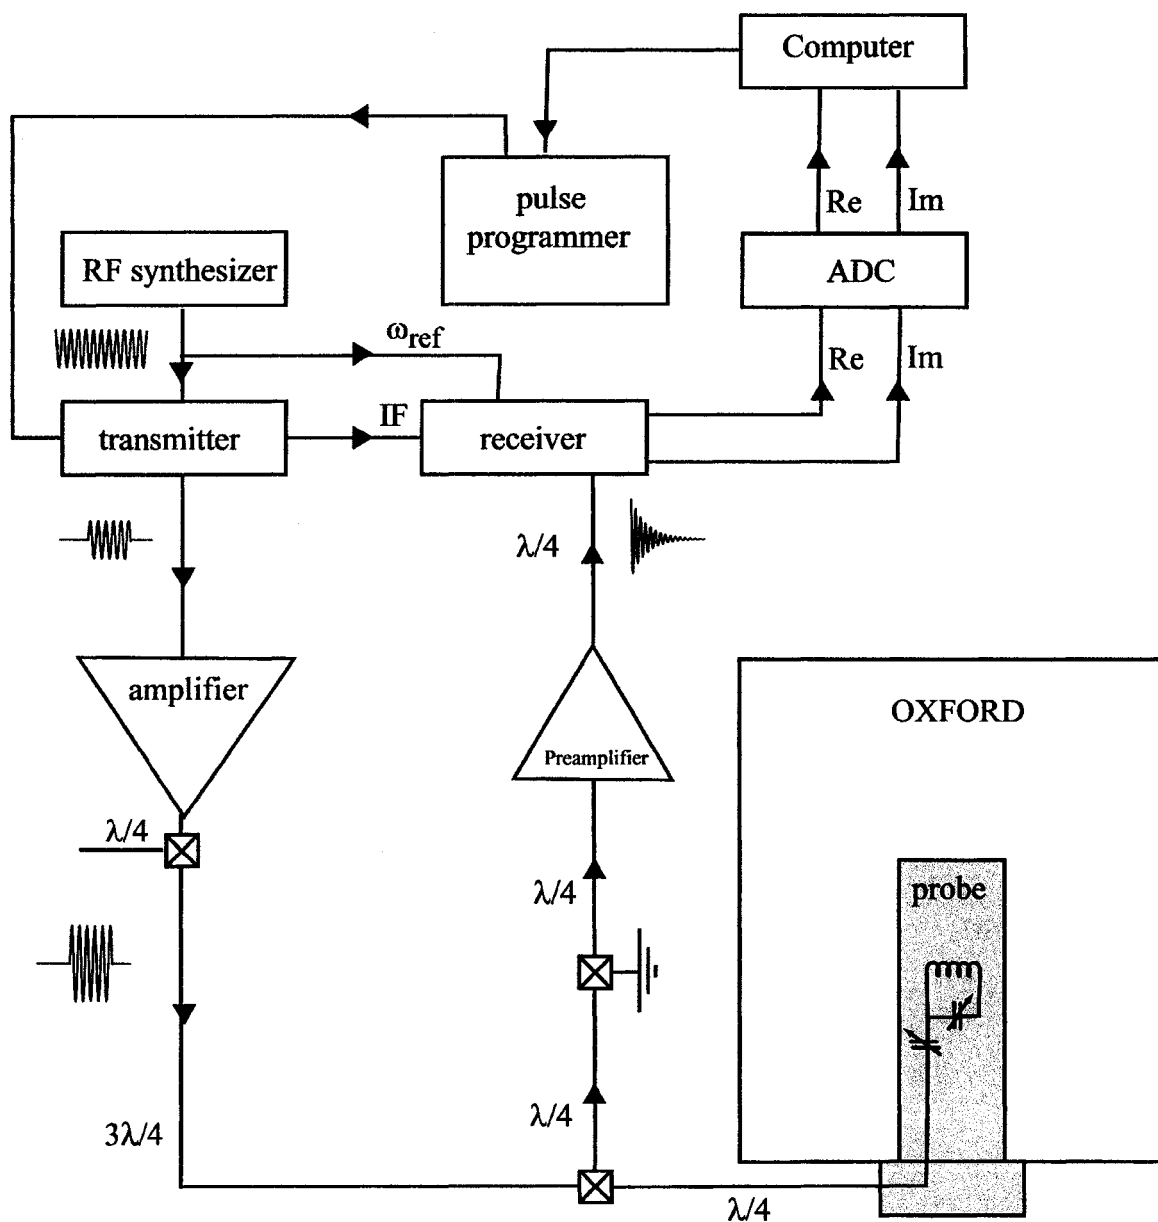 Computer
pulse
programmer
Re
Im
RF synthesizer
ADC
ωref
Re
Im
IF
transmitter
receiver
λ/4
amplifier
OXFORD
Preamplifier
λ/4
λ/4
probe
λ/4
3λ/4
λ/4